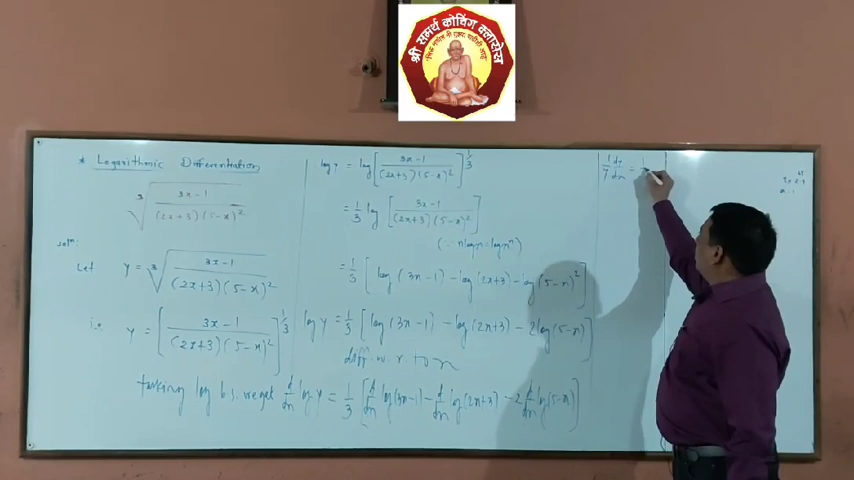 श्री समर्थ कोचिंग क्लासेस
* Logarithmic Differentiation
∛[(3x-1)/((2x+3)(5-x)²)]
Soln:
Let y = ∛[(3x-1)/((2x+3)(5-x)²)]
i.e. y = [(3x-1)/((2x+3)(5-x)²)]^(1/3)
taking log b.s. we get
log y = log[(3x-1)/((2x+3)(5-x)²)]^(1/3)
= 1/3 log [(3x-1)/((2x+3)(5-x)²)]
(∵ n log m = log mⁿ)
= 1/3 [log(3x-1) - log(2x+3) - log(5-x)²]
log y = 1/3 [log(3x-1) - log(2x+3) - 2log(5-x)]
diff. w. r. to x
d/dx log y = 1/3 [d/dx log(3x-1) - d/dx log(2x+3) - 2 d/dx log(5-x)]
1/y dy/dx =